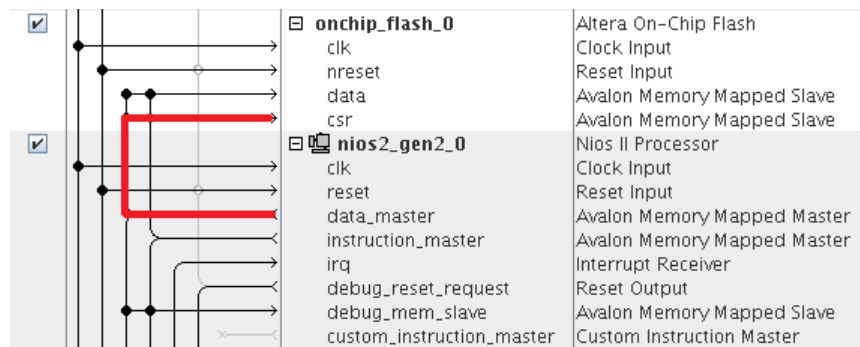 onchip_flash_0 Altera On-Chip Flash
clk Clock Input
nreset Reset Input
data Avalon Memory Mapped Slave
csr Avalon Memory Mapped Slave
nios2_gen2_0 Nios II Processor
clk Clock Input
reset Reset Input
data_master Avalon Memory Mapped Master
instruction_master Avalon Memory Mapped Master
irq Interrupt Receiver
debug_reset_request Reset Output
debug_mem_slave Avalon Memory Mapped Slave
custom_instruction_master Custom Instruction Master